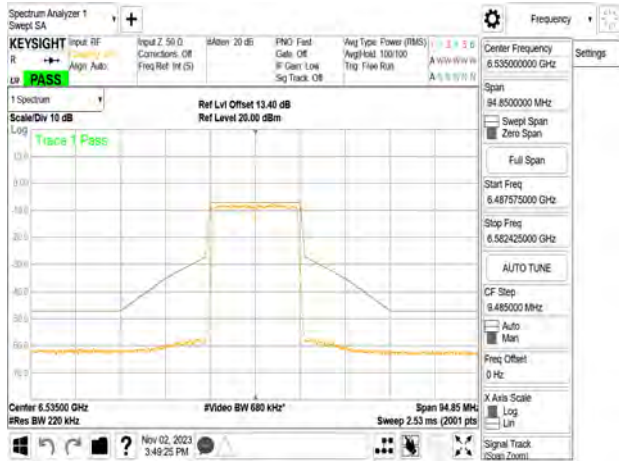 Spectrum Analyzer 1
Swept SA
+
Frequency
KEYSIGHT
R
PASS
Input: RF
Align: Auto
Input Z: 50 Ω
Corrections: Off
Freq Ref: Int (S)
#Atten: 20 dB
PNO: Fast
Gate: Off
IF Gain: Low
Sig Track: Off
Avg Type: Power (RMS)
Avg|Hold: 100/100
Trig: Free Run
1 Spectrum
Scale/Div 10 dB
Ref Lvl Offset 13.40 dB
Ref Level 20.00 dBm
Log
Trace 1 Pass
Center 6.53500 GHz
#Res BW 220 kHz
#Video BW 680 kHz*
Span 94.85 MHz
Sweep 2.53 ms (2001 pts
Nov 02, 2023
3:49:25 PM
?
Center Frequency
6.535000000 GHz
Settings
Span
94.8500000 MHz
Swept Span
Zero Span
Full Span
Start Freq
6.487575000 GHz
Stop Freq
6.582425000 GHz
AUTO TUNE
CF Step
9.485000 MHz
Auto
Man
Freq Offset
0 Hz
X Axis Scale
Log
Lin
Signal Track
(Span Zoom)